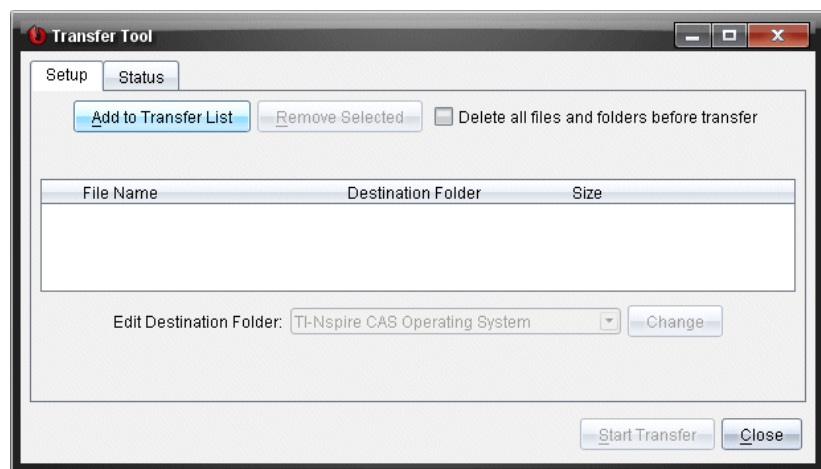 Transfer Tool
Setup Status
Add to Transfer List Remove Selected Delete all files and folders before transfer
File Name Destination Folder Size
Edit Destination Folder: TI-Nspire CAS Operating System Change
Start Transfer Close